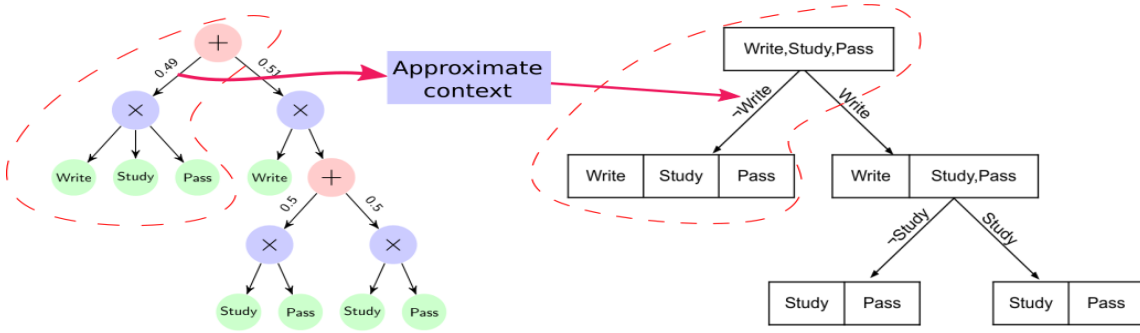 +
0.49
0.51
Approximate
context
Write,Study,Pass
¬Write
Write
×
×
Write
Study
Pass
Write
+
Write
Study
Pass
Write
Study,Pass
0.5
0.5
¬Study
Study
×
×
Study
Pass
Study
Pass
Study
Pass
Study
Pass